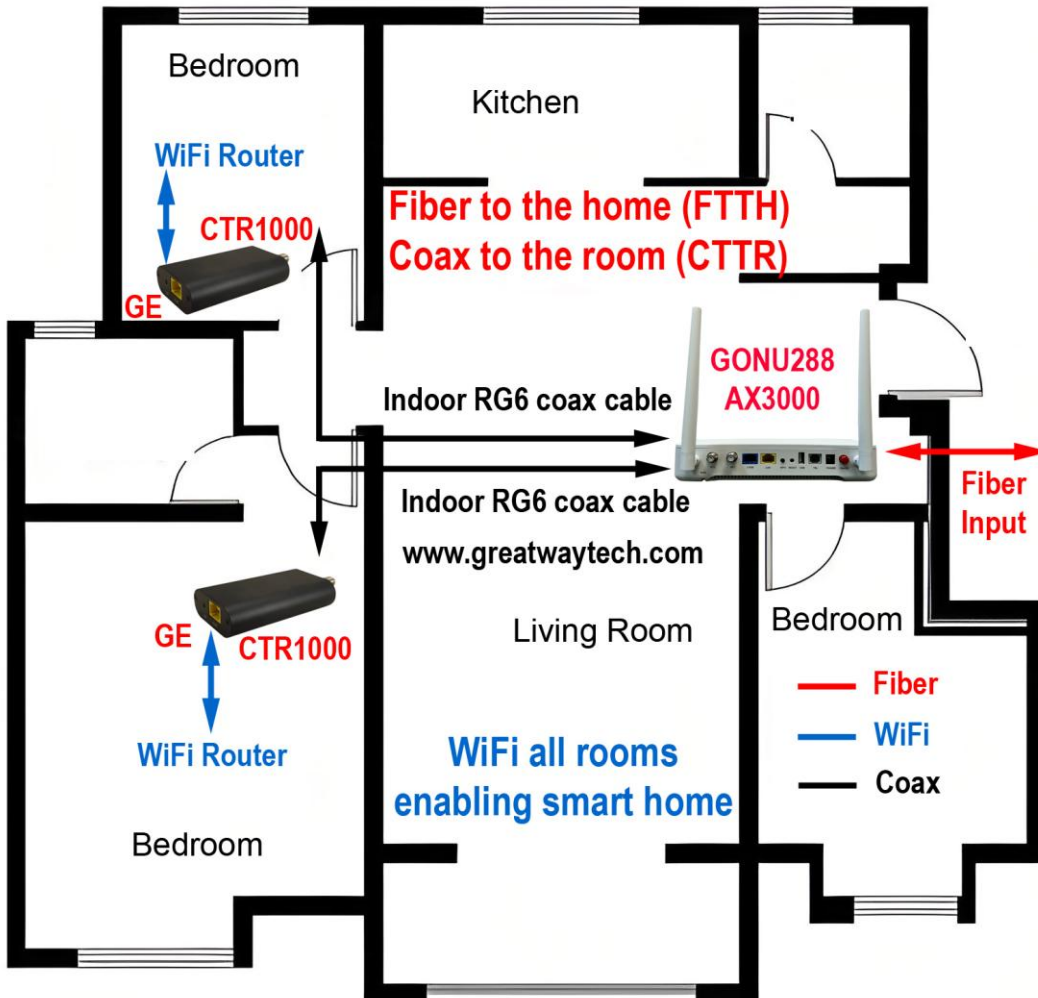 Bedroom
Kitchen
WiFi Router
CTR1000
GE
Fiber to the home (FTTH)
Coax to the room (CTTR)
GONU288
AX3000
Indoor RG6 coax cable
Indoor RG6 coax cable
www.greatwaytech.com
Fiber
Input
GE
CTR1000
WiFi Router
Bedroom
Living Room
WiFi all rooms
enabling smart home
Bedroom
Fiber
WiFi
Coax